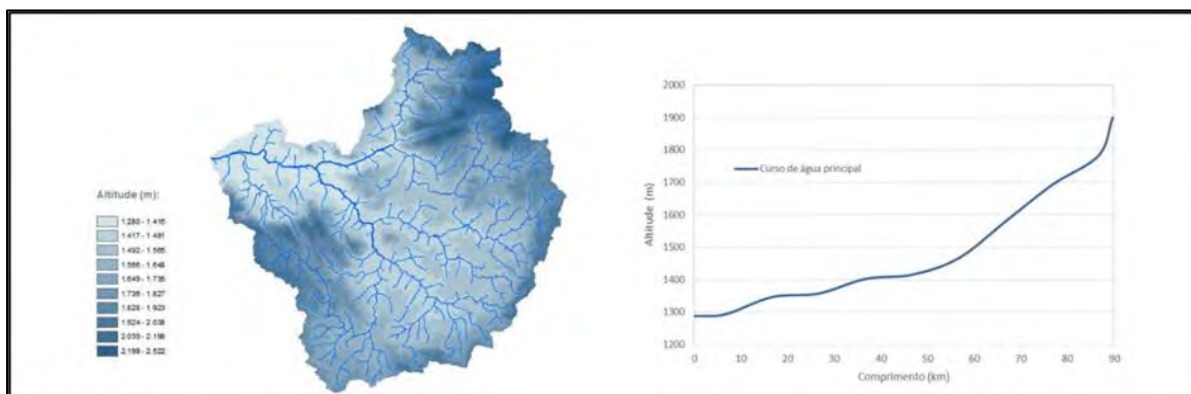 Altitude (m):
1.280 - 1.416
1.417 - 1.491
1.492 - 1.565
1.566 - 1.648
1.649 - 1.735
1.736 - 1.827
1.828 - 1.923
1.924 - 2.038
2.039 - 2.198
2.199 - 2.522
2000
1900
1800
1700
1600
1500
1400
1300
1200
Altitude (m)
Curso de água principal
0
10
20
30
40
50
60
70
80
90
Comprimento (km)